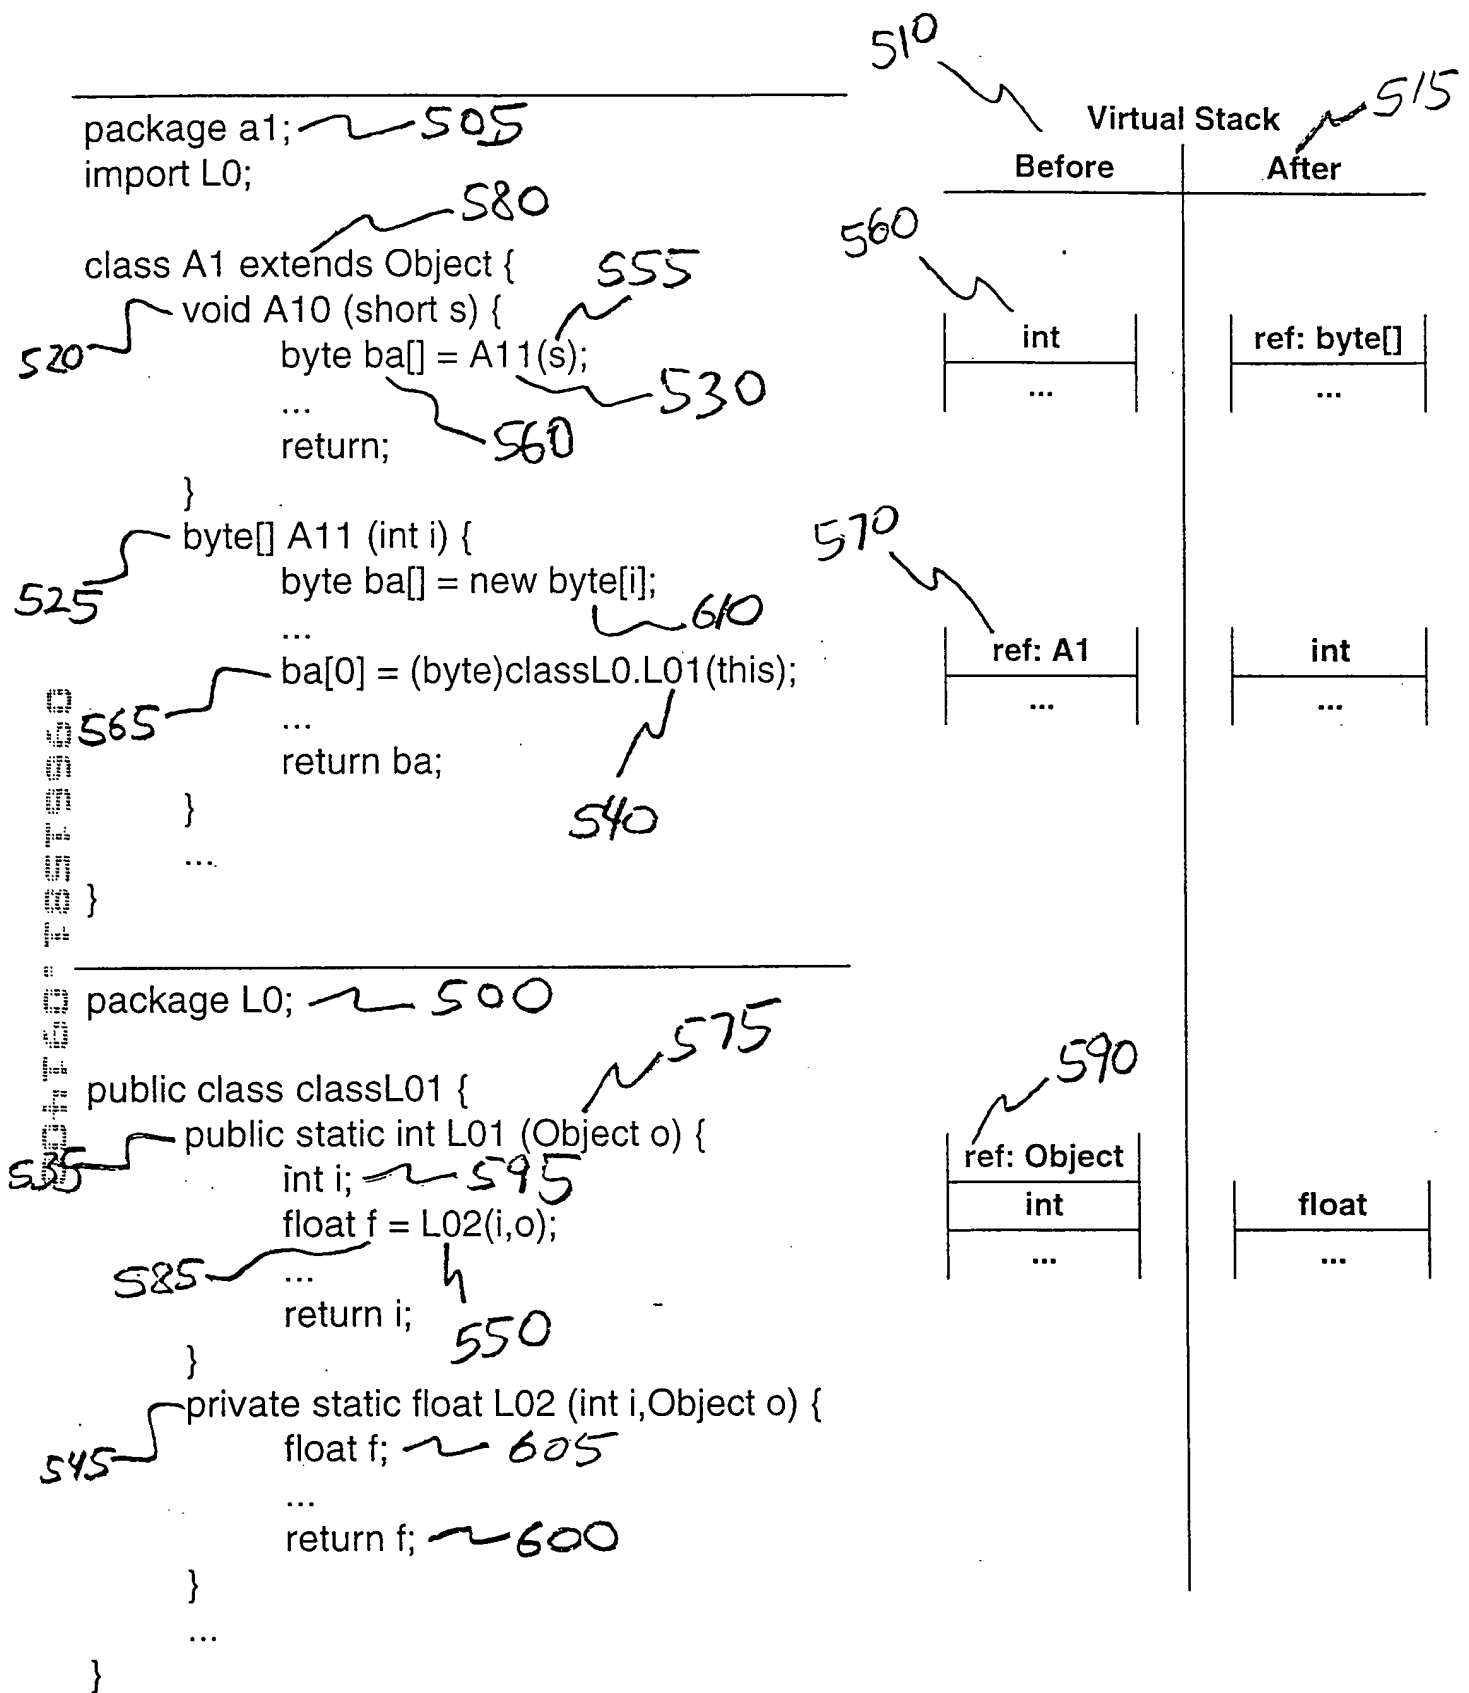 510
package a1; 505
Virtual Stack 515
import L0;
Before After
580
560
class A1 extends Object { 555
void A10 (short s) {
520
byte ba[] = A11(s);
530
int ref: byte[]
... ...
...
560
return;
}
570
byte[] A11 (int i) {
525
byte ba[] = new byte[i];
610
...
ref: A1 int
... ...
ba[0] = (byte)classL0.L01(this);
565
...
return ba;
540
}
...
}
package L0; 500
575
590
public class classL01 {
public static int L01 (Object o) {
535
ref: Object
int i; 595
int float
float f = L02(i,o);
... ...
585
...
return i;
550
}
private static float L02 (int i,Object o) {
545
float f; 605
...
return f; 600
}
...
}